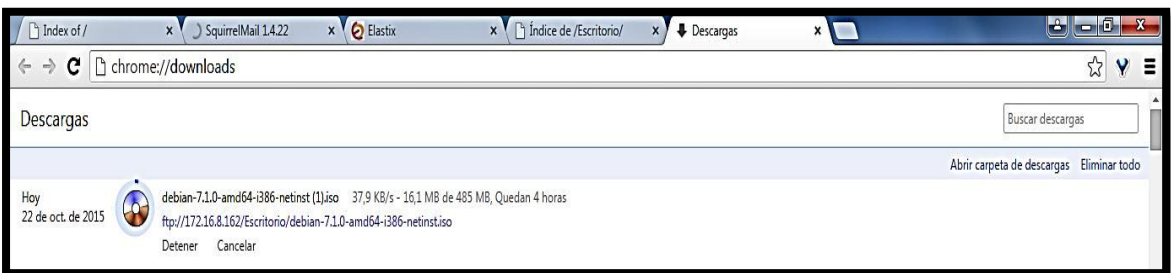 Index of / x SquirrelMail 1.4.22 x Elastix x Índice de /Escritorio/ x Descargas x
chrome://downloads
Descargas Buscar descargas
Abrir carpeta de descargas Eliminar todo
Hoy debian-7.1.0-amd64-i386-netinst (1).iso 37,9 KB/s - 16,1 MB de 485 MB, Quedan 4 horas
22 de oct. de 2015 ftp://172.16.8.162/Escritorio/debian-7.1.0-amd64-i386-netinst.iso
Detener Cancelar